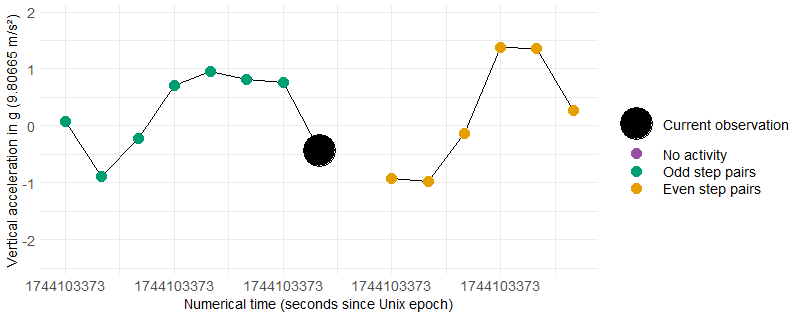 Vertical acceleration in g (9.80665 m/s²)
2
1
0
-1
-2
1744103373 1744103373 1744103373 1744103373 1744103373
Numerical time (seconds since Unix epoch)
Current observation
No activity
Odd step pairs
Even step pairs